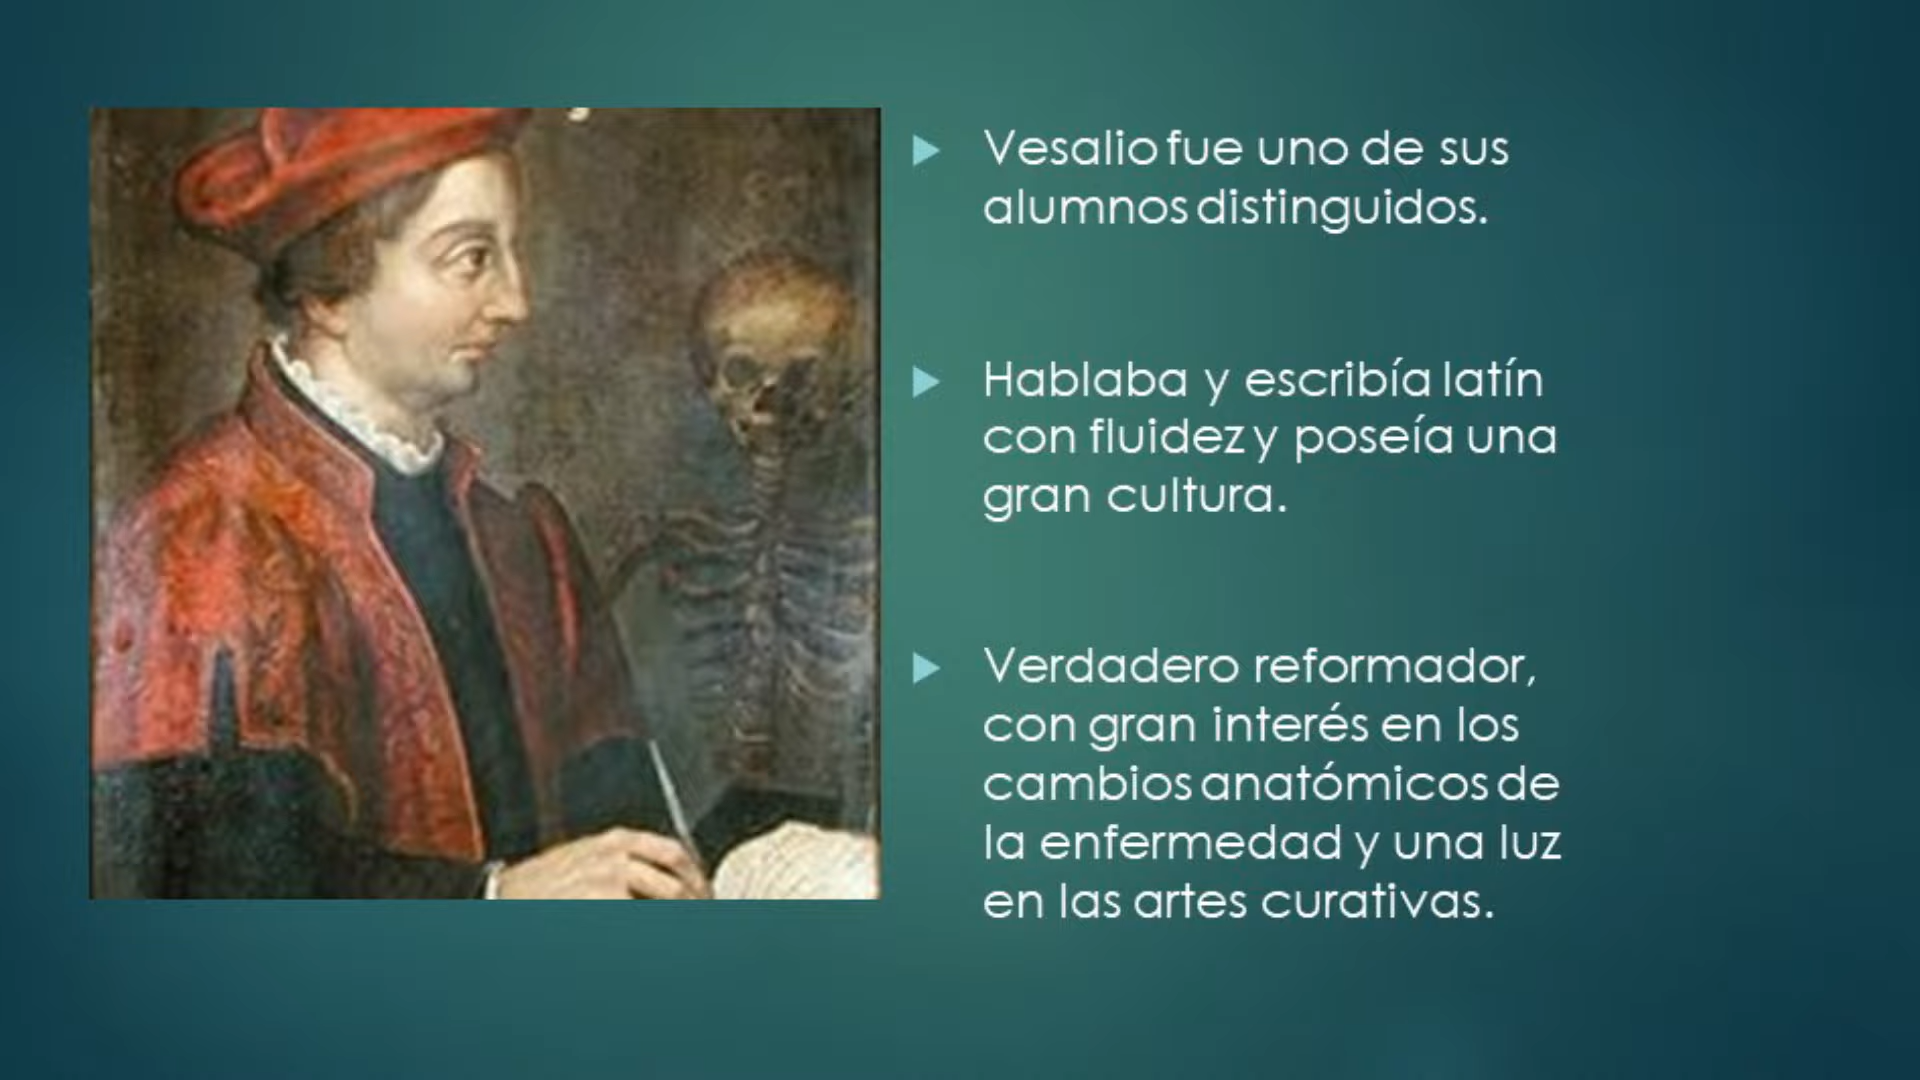 Vesalio fue uno de sus
alumnos distinguidos.
Hablaba y escribía latín
con fluidez y poseía una
gran cultura.
Verdadero reformador,
con gran interés en los
cambios anatómicos de
la enfermedad y una luz
en las artes curativas.